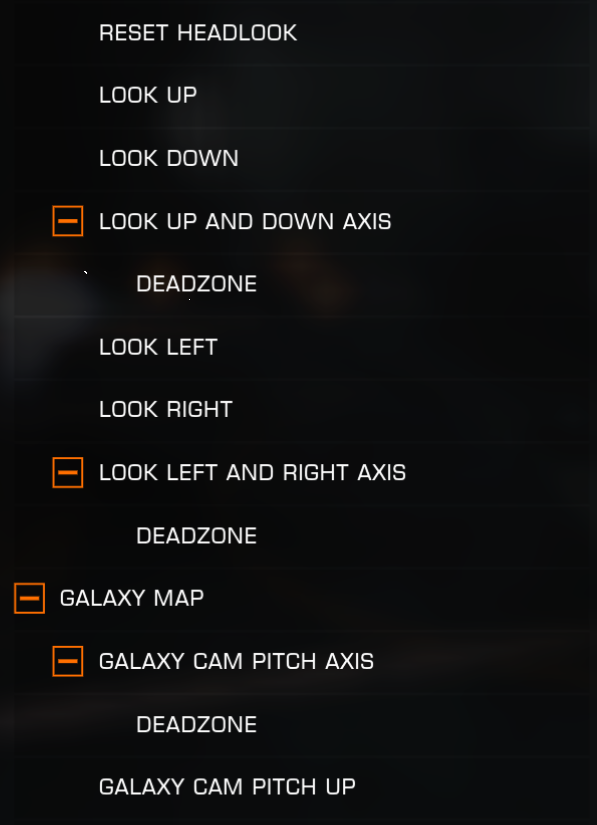 RESET HEADLOOK
LOOK UP
LOOK DOWN
LOOK UP AND DOWN AXIS
DEADZONE
LOOK LEFT
LOOK RIGHT
LOOK LEFT AND RIGHT AXIS
DEADZONE
GALAXY MAP
GALAXY CAM PITCH AXIS
DEADZONE
GALAXY CAM PITCH UP